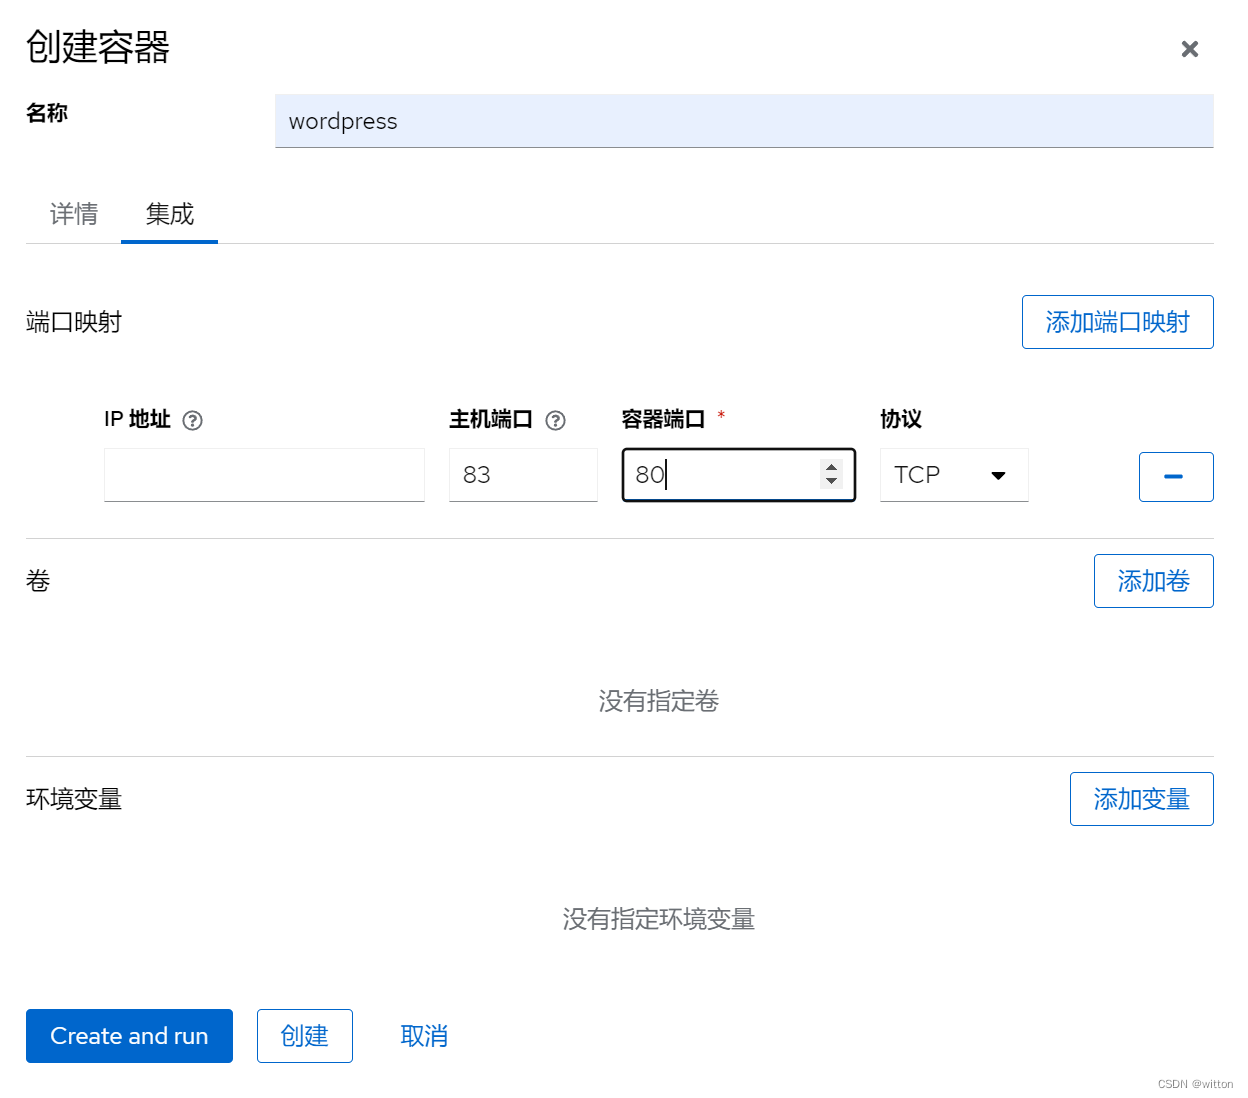 创建容器
名称
wordpress
详情 集成
端口映射 添加端口映射
IP 地址 主机端口 容器端口 * 协议
83 80 TCP
卷 添加卷
没有指定卷
环境变量 添加变量
没有指定环境变量
Create and run 创建 取消
CSDN @witton